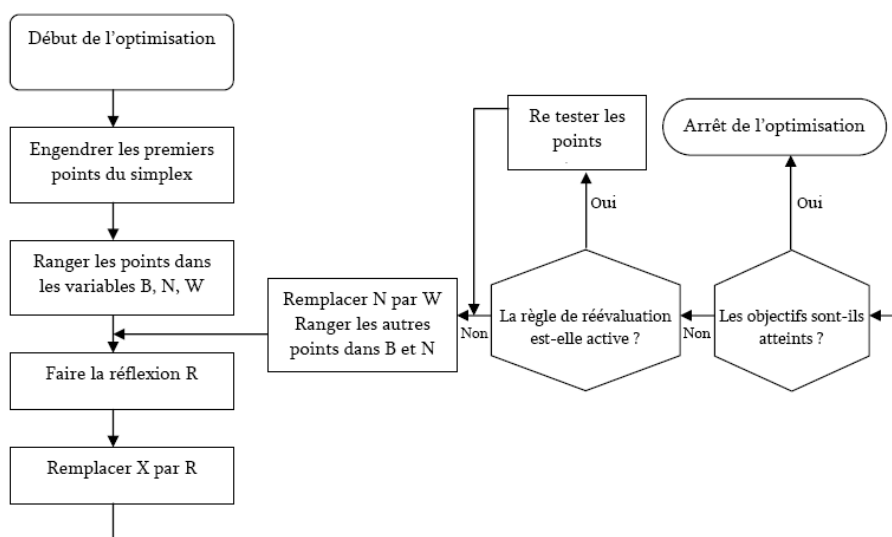 Début de l'optimisation
Engendrer les premiers
points du simplex
Ranger les points dans
les variables B, N, W
Faire la réflexion R
Remplacer X par R
Remplacer N par W
Ranger les autres
points dans B et N
Re tester les
points
Oui
La règle de réévaluation
est-elle active ?
Non
Arrêt de l'optimisation
Oui
Les objectifs sont-ils
atteints ?
Non